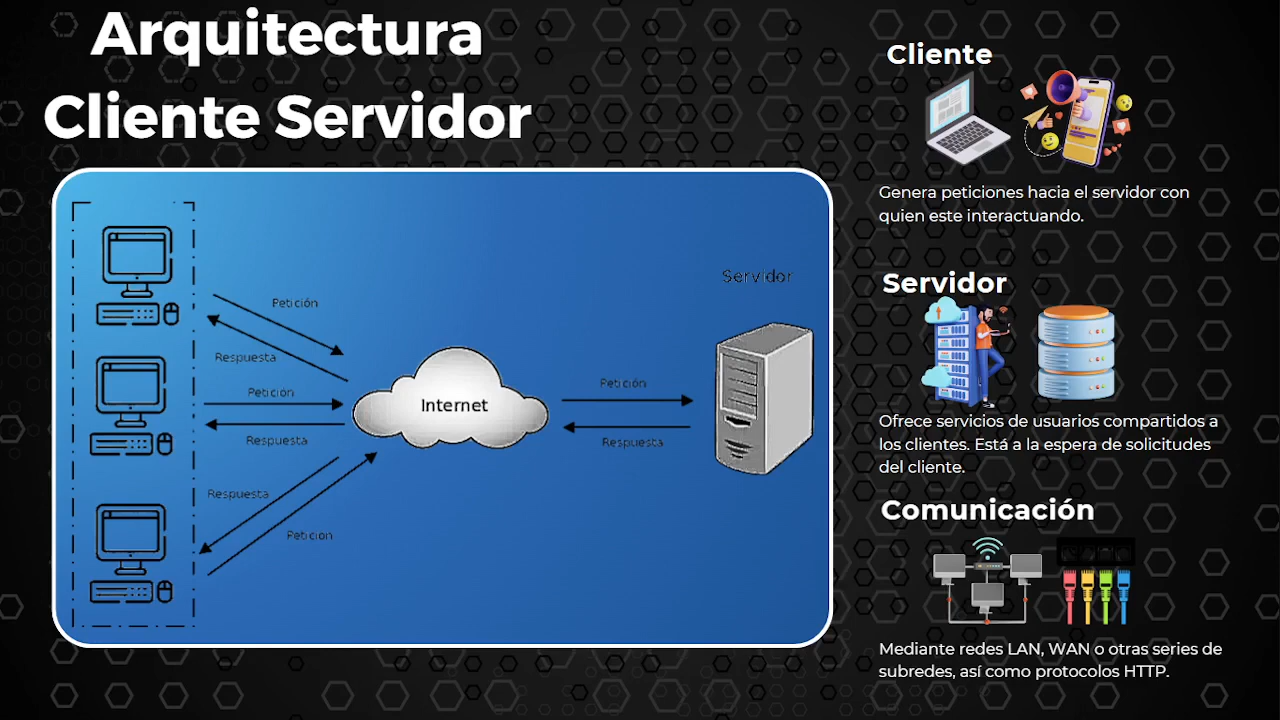 Arquitectura
Cliente Servidor
Petición
Respuesta
Petición
Respuesta
Respuesta
Petición
Internet
Petición
Respuesta
Servidor
Cliente
Genera peticiones hacia el servidor con
quien este interactuando.
Servidor
Ofrece servicios de usuarios compartidos a
los clientes. Está a la espera de solicitudes
del cliente.
Comunicación
Mediante redes LAN, WAN o otras series de
subredes, así como protocolos HTTP.